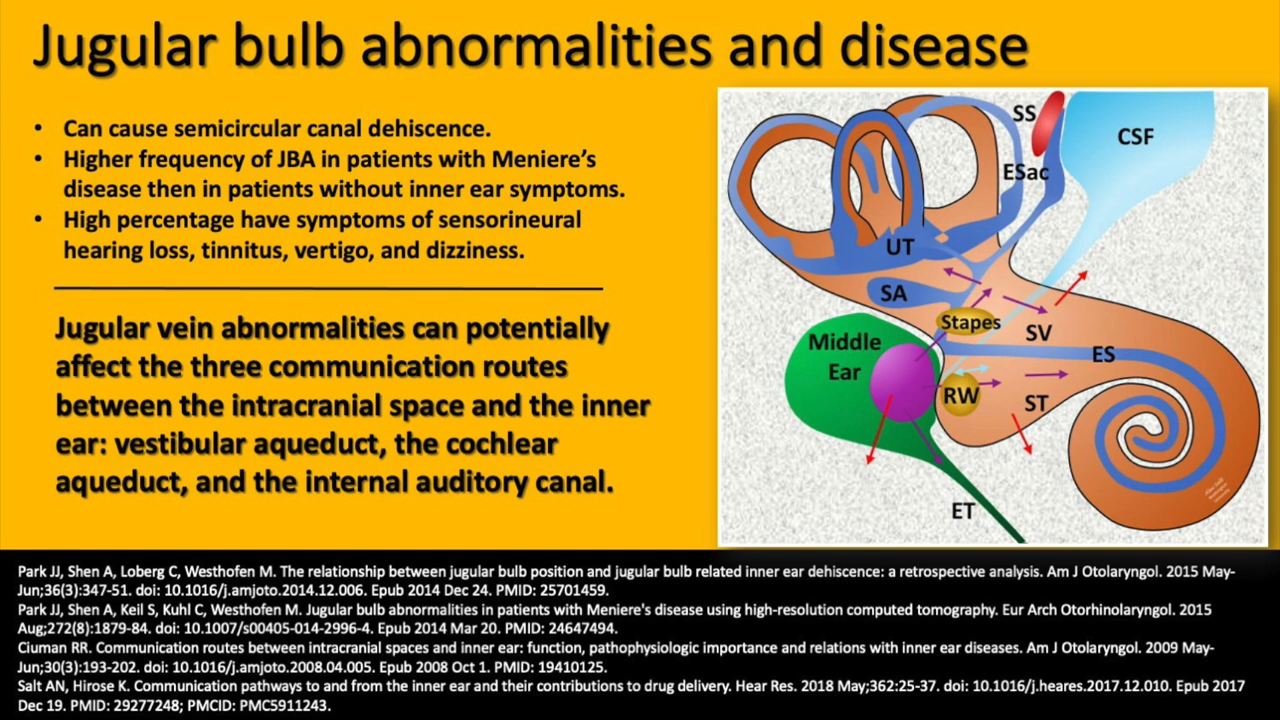 Jugular bulb abnormalities and disease
• Can cause semicircular canal dehiscence.
• Higher frequency of JBA in patients with Meniere's
disease then in patients without inner ear symptoms.
• High percentage have symptoms of sensorineural
hearing loss, tinnitus, vertigo, and dizziness.
Jugular vein abnormalities can potentially
affect the three communication routes
between the intracranial space and the inner
ear: vestibular aqueduct, the cochlear
aqueduct, and the internal auditory canal.
SS
CSF
ESac
UT
SA
Stapes
SV
Middle
Ear
ES
RW
ST
ET
Park JJ, Shen A, Loberg C, Westhofen M. The relationship between jugular bulb position and jugular bulb related inner ear dehiscence: a retrospective analysis. Am J Otolaryngol. 2015 May-
Jun;36(3):347-51. doi: 10.1016/j.amjoto.2014.12.006. Epub 2014 Dec 24. PMID: 25701459.
Park JJ, Shen A, Keil S, Kuhl C, Westhofen M. Jugular bulb abnormalities in patients with Meniere's disease using high-resolution computed tomography. Eur Arch Otorhinolaryngol. 2015
Aug;272(8):1879-84. doi: 10.1007/s00405-014-2996-4. Epub 2014 Mar 20. PMID: 24647494.
Ciuman RR. Communication routes between intracranial spaces and inner ear: function, pathophysiologic importance and relations with inner ear diseases. Am J Otolaryngol. 2009 May-
Jun;30(3):193-202. doi: 10.1016/j.amjoto.2008.04.005. Epub 2008 Oct 1. PMID: 19410125.
Salt AN, Hirose K. Communication pathways to and from the inner ear and their contributions to drug delivery. Hear Res. 2018 May;362:25-37. doi: 10.1016/j.heares.2017.12.010. Epub 2017
Dec 19. PMID: 29277248; PMCID: PMC5911243.